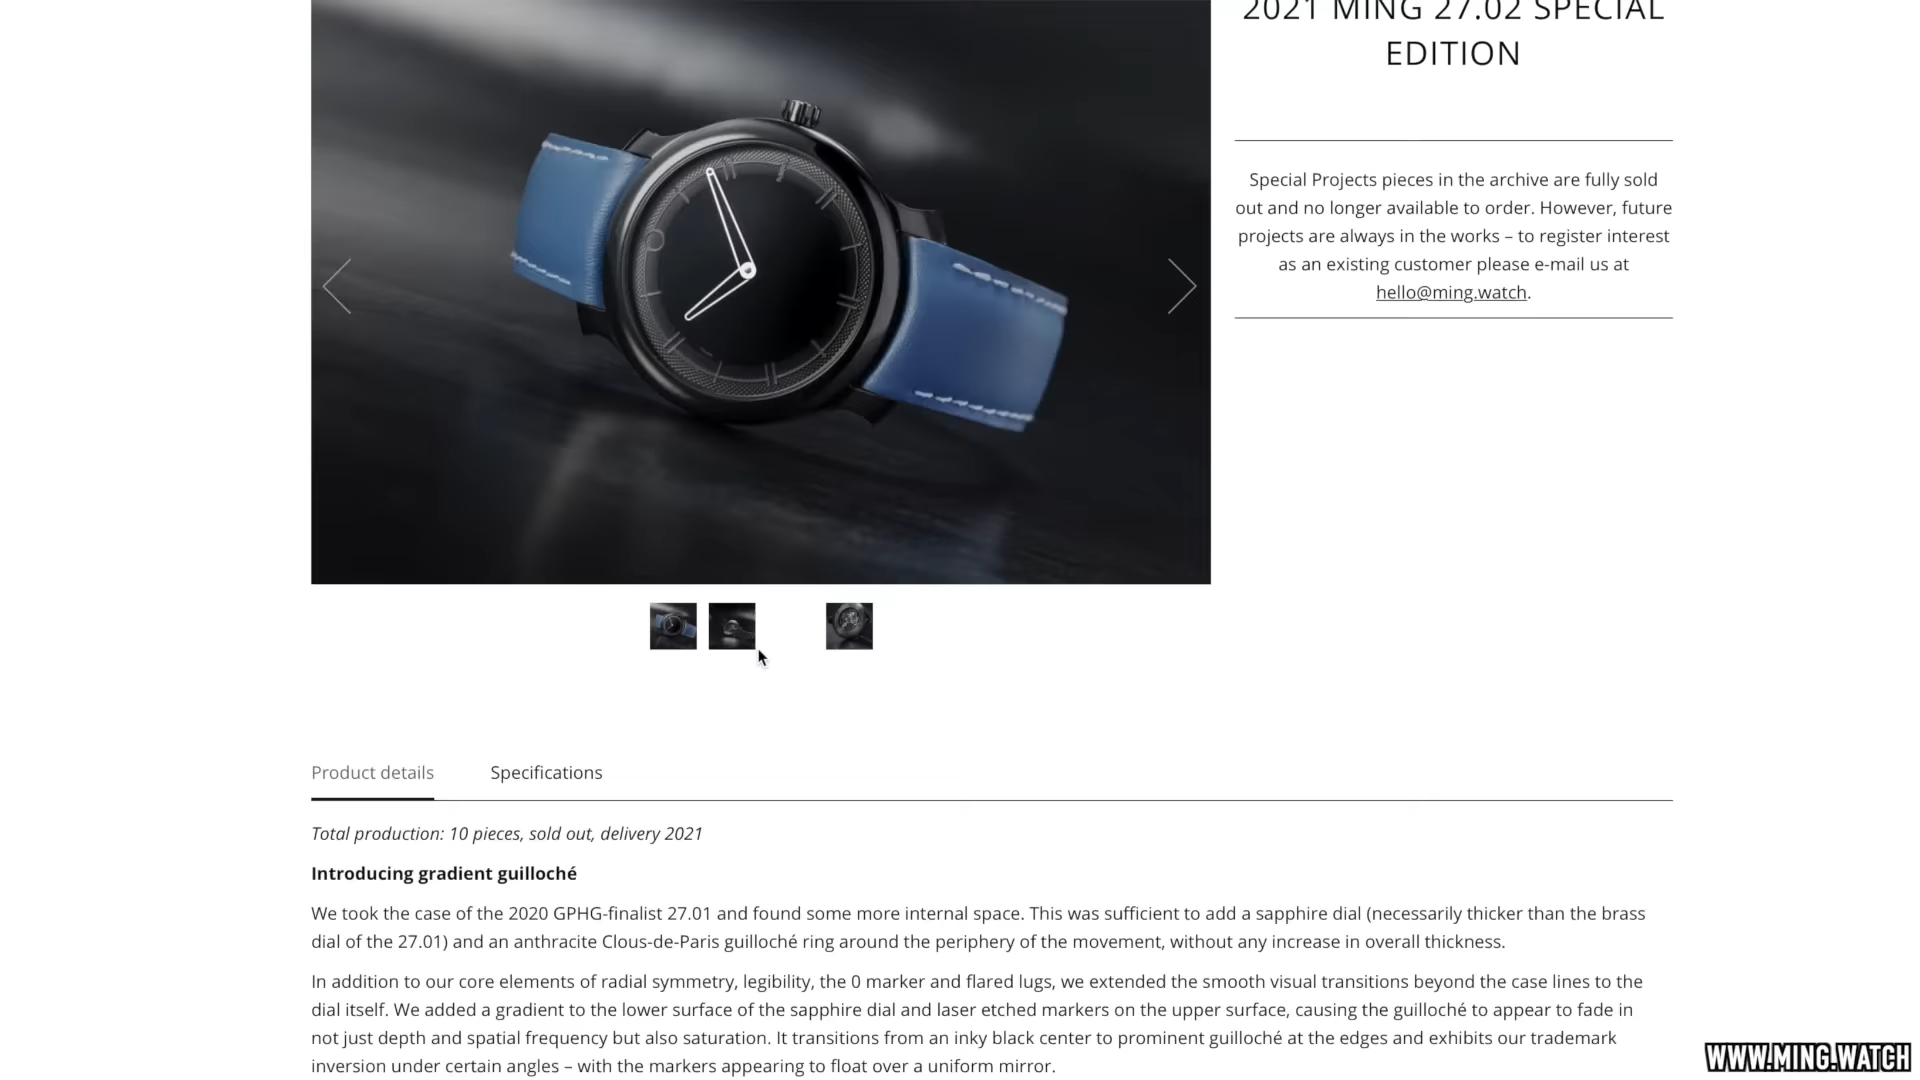 2021 MING 27.02 SPECIAL
EDITION
Special Projects pieces in the archive are fully sold
out and no longer available to order. However, future
projects are always in the works – to register interest
as an existing customer please e-mail us at
hello@ming.watch.
Product details
Specifications
Total production: 10 pieces, sold out, delivery 2021
Introducing gradient guilloché
We took the case of the 2020 GPHG-finalist 27.01 and found some more internal space. This was sufficient to add a sapphire dial (necessarily thicker than the brass
dial of the 27.01) and an anthracite Clous-de-Paris guilloché ring around the periphery of the movement, without any increase in overall thickness.
In addition to our core elements of radial symmetry, legibility, the 0 marker and flared lugs, we extended the smooth visual transitions beyond the case lines to the
dial itself. We added a gradient to the lower surface of the sapphire dial and laser etched markers on the upper surface, causing the guilloché to appear to fade in
not just depth and spatial frequency but also saturation. It transitions from an inky black center to prominent guilloché at the edges and exhibits our trademark
inversion under certain angles – with the markers appearing to float over a uniform mirror.
WWW.MING.WATCH